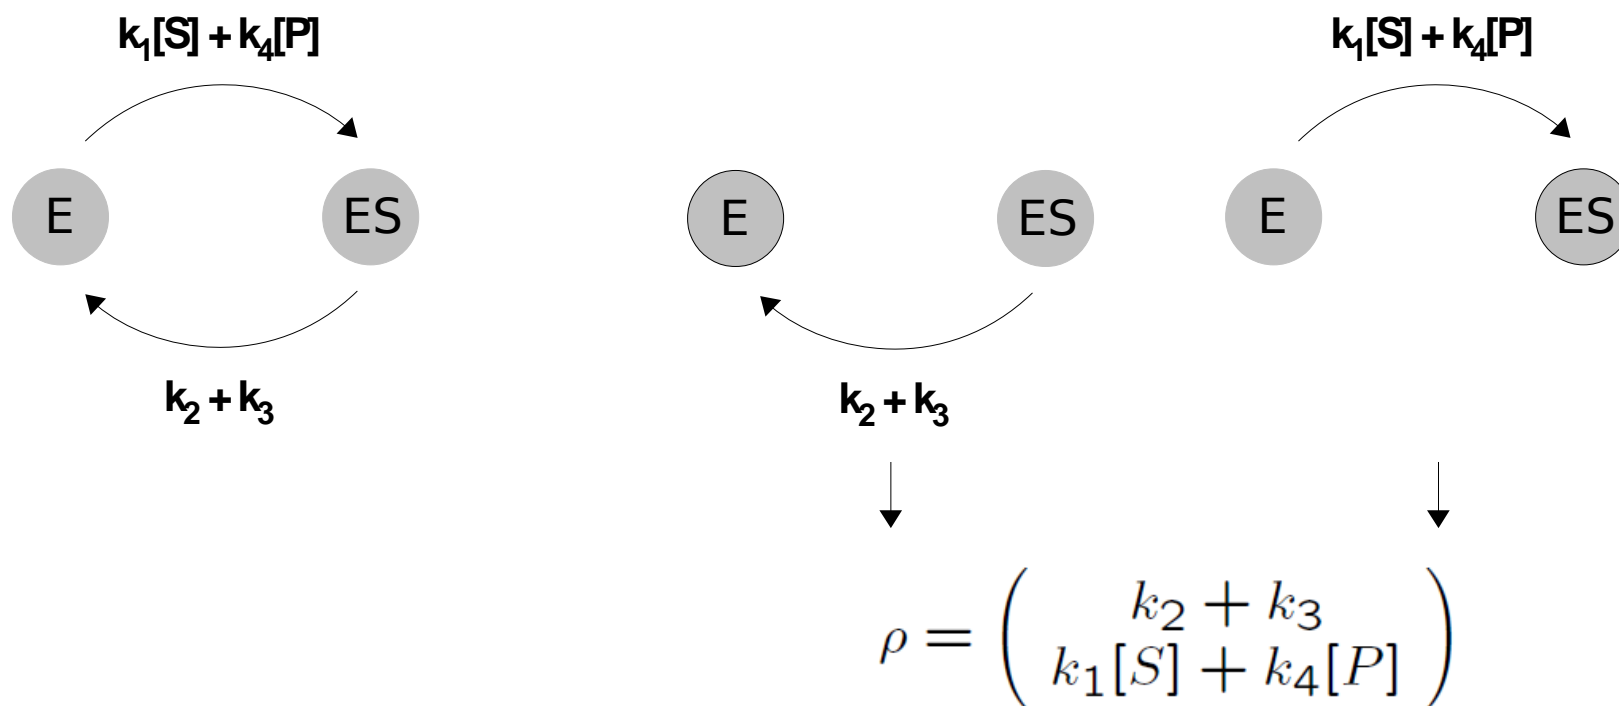 k₁[S] + k₄[P]
k₁[S] + k₄[P]
E
ES
E
ES
E
ES
k₂ + k₃
k₂ + k₃
ρ = ( k₂ + k₃
k₁[S] + k₄[P] )